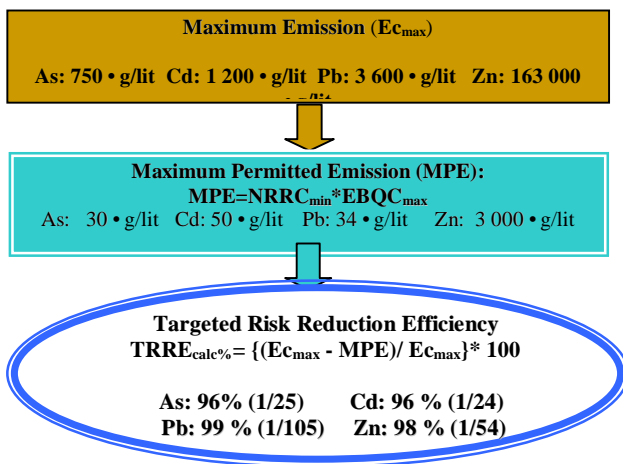 Maximum Emission (Ecmax)
As: 750 • g/lit Cd: 1 200 • g/lit Pb: 3 600 • g/lit Zn: 163 000
• g/lit
Maximum Permitted Emission (MPE):
MPE=NRRCmin*EBQCmax
As: 30 • g/lit Cd: 50 • g/lit Pb: 34 • g/lit Zn: 3 000 • g/lit
Targeted Risk Reduction Efficiency
TRREcalc%= {(Ecmax - MPE)/ Ecmax}* 100
As: 96% (1/25) Cd: 96 % (1/24)
Pb: 99 % (1/105) Zn: 98 % (1/54)